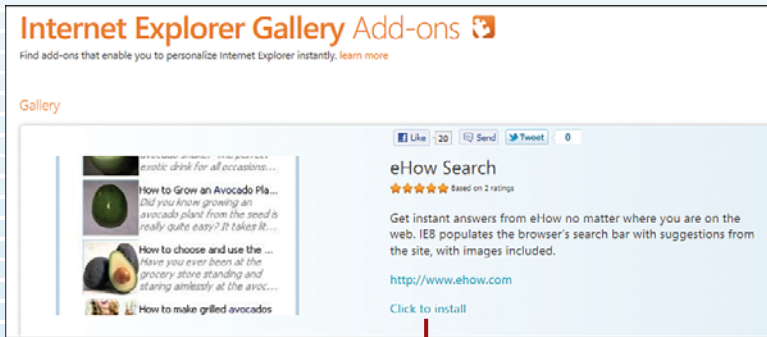 Internet Explorer Gallery Add-ons
Find add-ons that enable you to personalize Internet Explorer instantly. learn more
Gallery
Like 20 Send Tweet 0
eHow Search
Based on 2 ratings
Get instant answers from eHow no matter where you are on the
web. IE8 populates the browser's search bar with suggestions from
the site, with images included.
http://www.ehow.com
Click to install
exotic drink for all occasions...
How to Grow an Avocado Pla...
Did you know growing an
avocado plant from the seed is
really quite easy? It takes lit...
How to choose and use the ...
Have you ever been at the
grocery store standing and
staring aimlessly at the avoc...
How to make grilled avocados